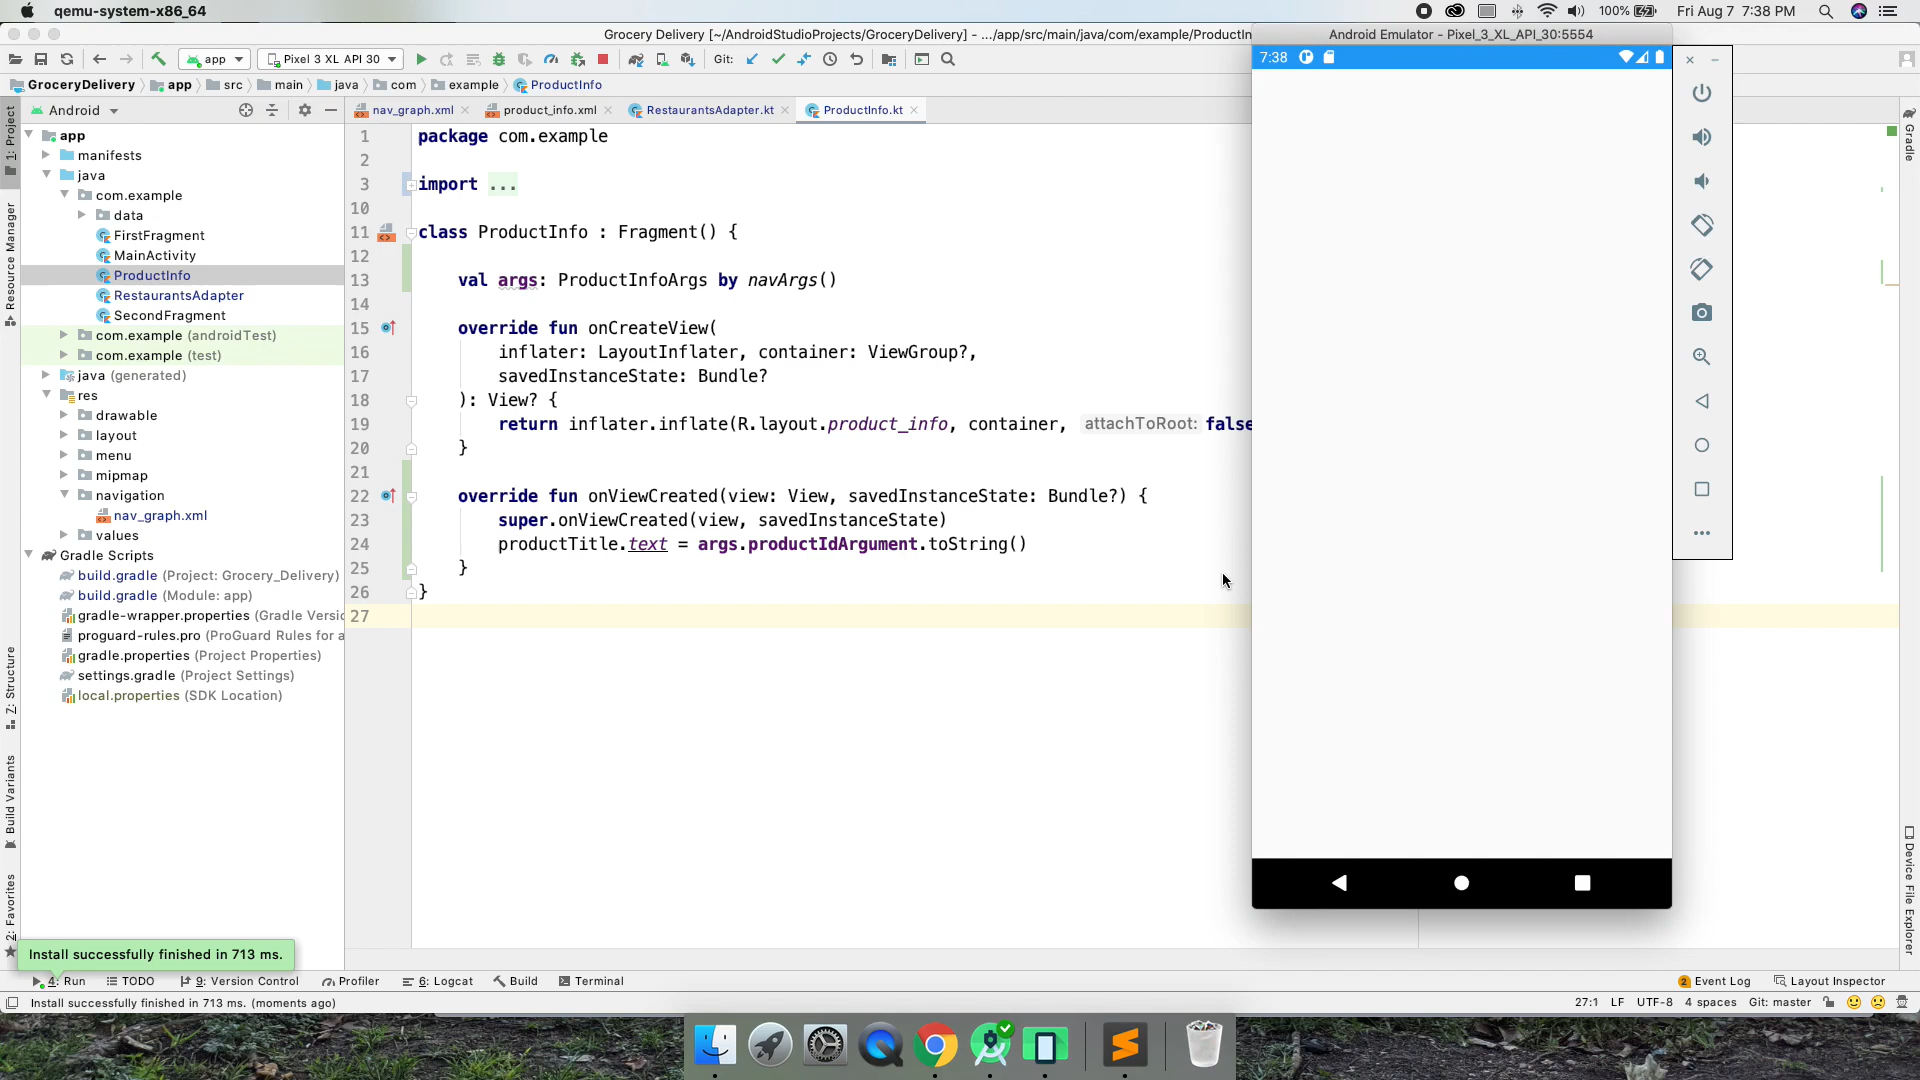 qemu-system-x86_64
100%
Fri Aug 7 7:38 PM
Grocery Delivery [~/AndroidStudioProjects/GroceryDelivery] - .../app/src/main/java/com/example/ProductIn
Android Emulator - Pixel_3_XL_API_30:5554
app
Pixel 3 XL API 30
Git:
7:38
GroceryDelivery
app
src
main
java
com
example
ProductInfo
Android
nav_graph.xml
product_info.xml
RestaurantsAdapter.kt
ProductInfo.kt
1: Project
Resource Manager
Z: Structure
Build Variants
2: Favorites
app
manifests
java
com.example
data
FirstFragment
MainActivity
ProductInfo
RestaurantsAdapter
SecondFragment
com.example (androidTest)
com.example (test)
java (generated)
res
drawable
layout
menu
mipmap
navigation
nav_graph.xml
values
Gradle Scripts
build.gradle (Project: Grocery_Delivery)
build.gradle (Module: app)
gradle-wrapper.properties (Gradle Versio
proguard-rules.pro (ProGuard Rules for a
gradle.properties (Project Properties)
settings.gradle (Project Settings)
local.properties (SDK Location)
1 package com.example
2
3 import ...
10
11 class ProductInfo : Fragment() {
12
13 val args: ProductInfoArgs by navArgs()
14
15 override fun onCreateView(
16 inflater: LayoutInflater, container: ViewGroup?,
17 savedInstanceState: Bundle?
18 ): View? {
19 return inflater.inflate(R.layout.product_info, container, attachToRoot: false
20 }
21
22 override fun onViewCreated(view: View, savedInstanceState: Bundle?) {
23 super.onViewCreated(view, savedInstanceState)
24 productTitle.text = args.productIdArgument.toString()
25 }
26 }
27
Gradle
Device File Explorer
Install successfully finished in 713 ms.
4: Run
TODO
9: Version Control
Profiler
6: Logcat
Build
Terminal
2 Event Log
Layout Inspector
Install successfully finished in 713 ms. (moments ago)
27:1
LF
UTF-8
4 spaces
Git: master